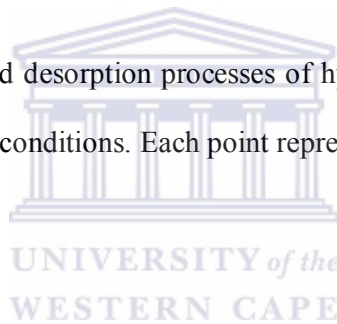 d desorption processes of h
conditions. Each point repre
UNIVERSITY of the
WESTERN CAPE